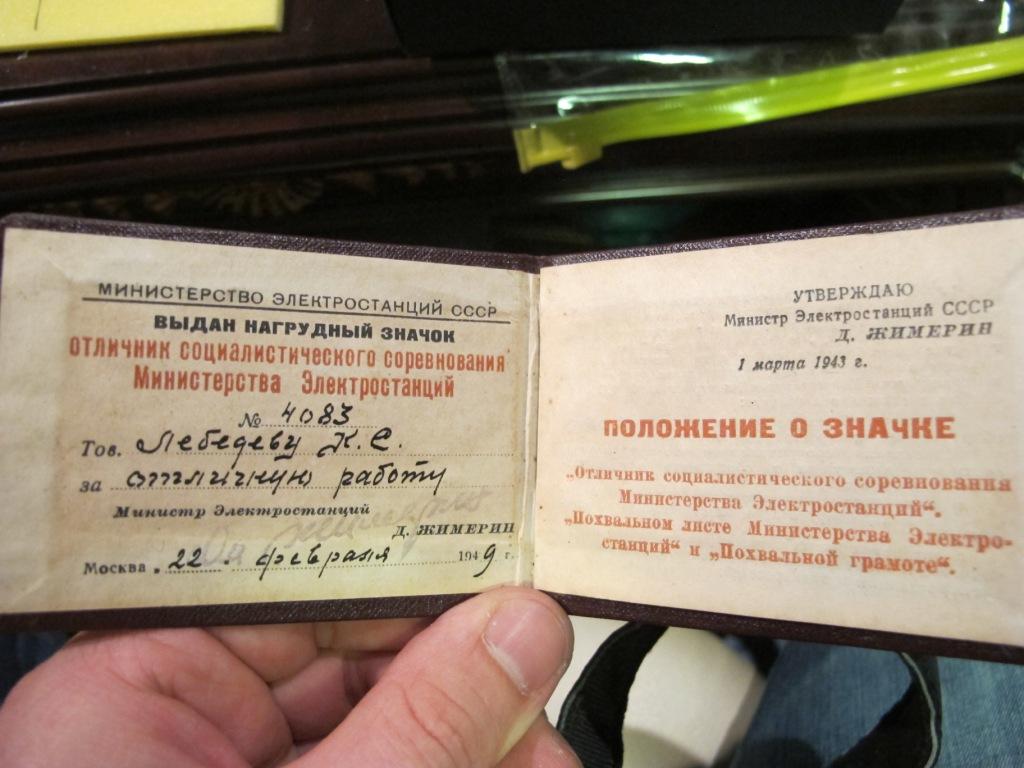 МИНИСТЕРСТВО ЭЛЕКТРОСТАНЦИЙ СССР
ВЫДАН НАГРУДНЫЙ ЗНАЧОК
ОТЛИЧНИК СОЦИАЛИСТИЧЕСКОГО СОРЕВНОВАНИЯ
Министерства Электростанций
№ 4083
Тов. Лебедеву К.С.
за отличную работу
Министр Электростанций
Д. ЖИМЕРИН
Москва „22 февраля 1949 г.
УТВЕРЖДАЮ
Министр Электростанций СССР
Д. ЖИМЕРИН
1 марта 1943 г.
ПОЛОЖЕНИЕ О ЗНАЧКЕ
„Отличник социалистического соревнования
Министерства Электростанций“.
„Похвальном листе Министерства Электро-
станций“ и „Похвальной грамоте“.